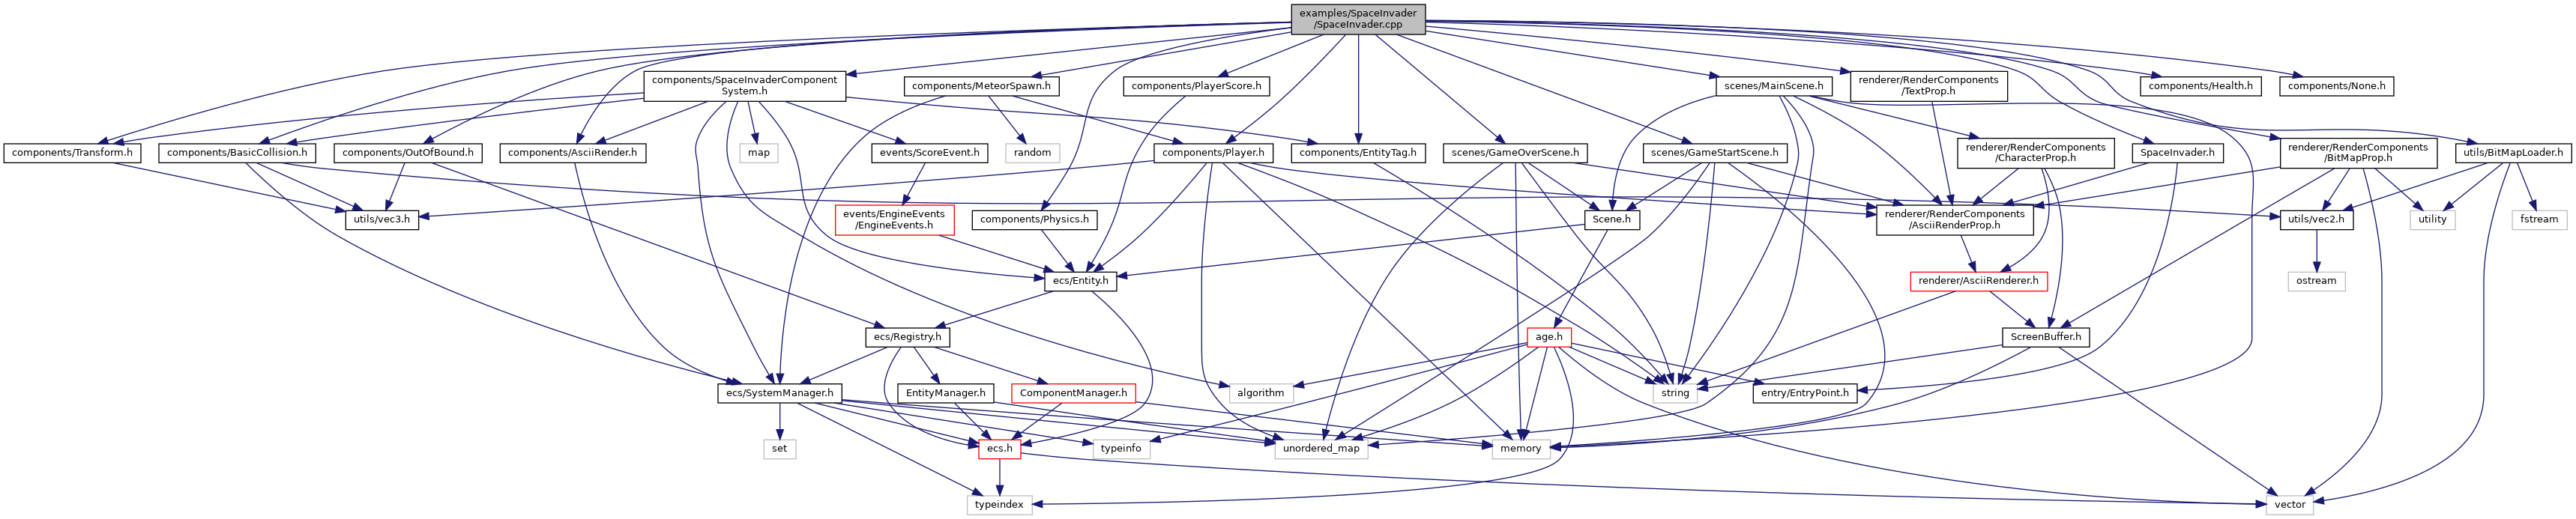 examples/SpaceInvader
/SpaceInvader.cpp
components/SpaceInvaderComponent
System.h
components/MeteorSpawn.h
components/PlayerScore.h
scenes/MainScene.h
renderer/RenderComponents
/TextProp.h
components/Health.h
components/None.h
components/Transform.h
components/BasicCollision.h
components/OutOfBound.h
components/AsciiRender.h
map
events/ScoreEvent.h
random
components/Player.h
components/EntityTag.h
scenes/GameOverScene.h
scenes/GameStartScene.h
renderer/RenderComponents
/CharacterProp.h
SpaceInvader.h
renderer/RenderComponents
/BitMapProp.h
utils/BitMapLoader.h
utils/vec3.h
events/EngineEvents
/EngineEvents.h
components/Physics.h
Scene.h
renderer/RenderComponents
/AsciiRenderProp.h
utils/vec2.h
utility
fstream
ecs/Entity.h
renderer/AsciiRenderer.h
ostream
ecs/Registry.h
age.h
ScreenBuffer.h
ecs/SystemManager.h
EntityManager.h
ComponentManager.h
algorithm
string
entry/EntryPoint.h
set
ecs.h
typeinfo
unordered_map
memory
typeindex
vector